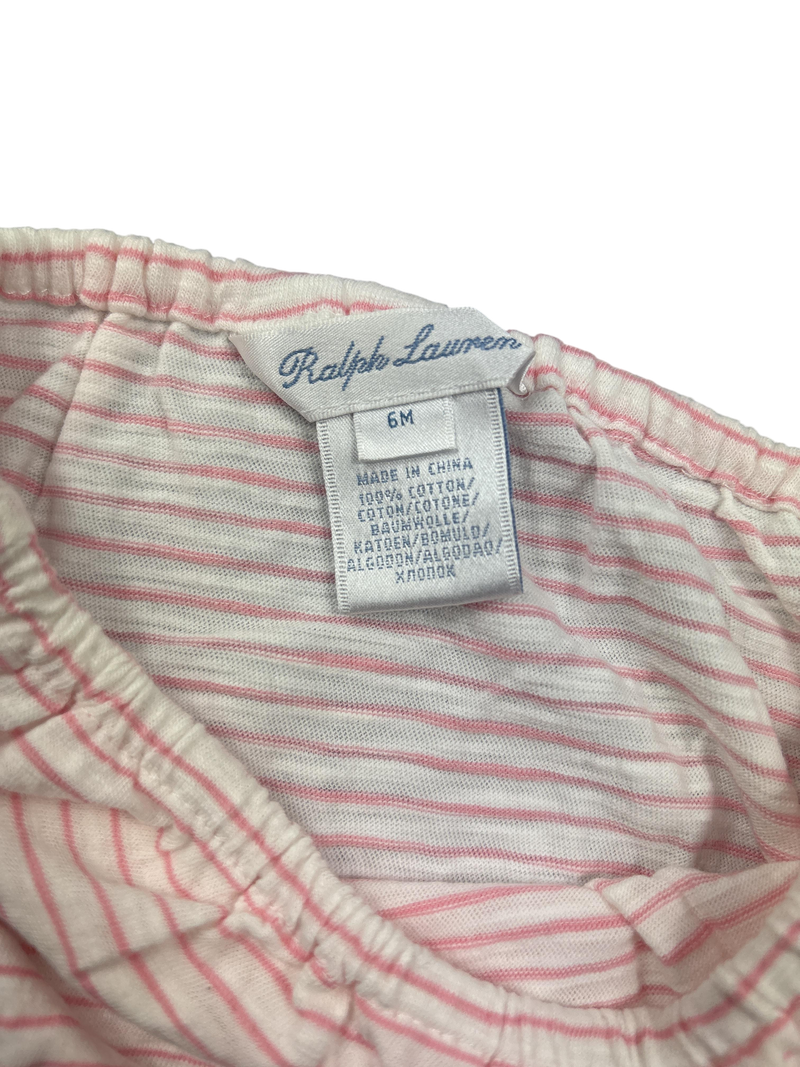 Ralph Lauren
6M
MADE IN CHINA
100% COTTON/
COTON/COTONE/
BAUMWOLLE/
KATOEN/BOMULD/
ALGODON/ALGODAO/
ХЛОПОК